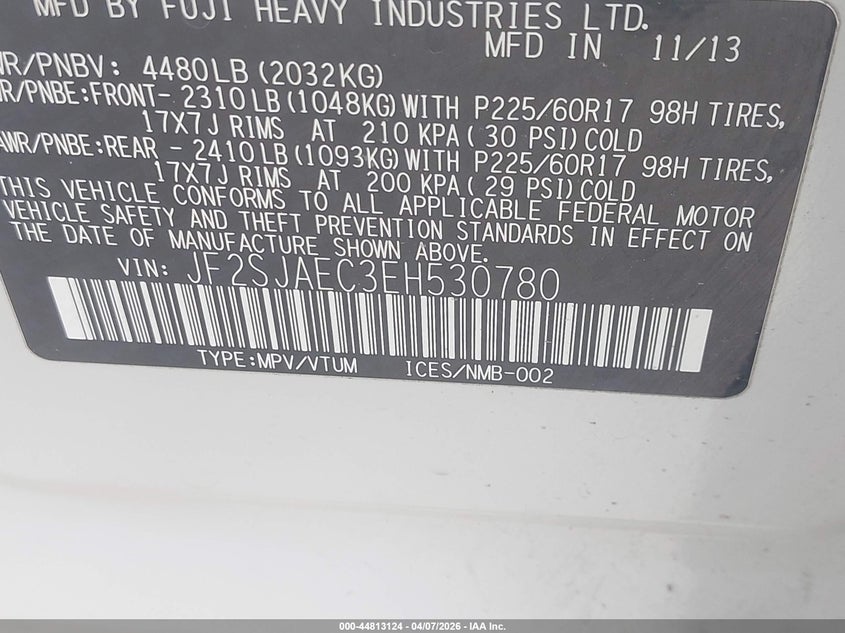 MFD BY FUJI HEAVY INDUSTRIES LTD.
MFD IN 11/13
WR/PNBV: 4480LB (2032KG)
WR/PNBE:FRONT- 2310LB (1048KG) WITH P225/60R17 98H TIRES,
17X7J RIMS AT 210 KPA ( 30 PSI) COLD
AWR/PNBE:REAR - 2410LB (1093KG) WITH P225/60R17 98H TIRES,
17X7J RIMS AT 200 KPA ( 29 PSI) COLD
THIS VEHICLE CONFORMS TO ALL APPLICABLE FEDERAL MOTOR
VEHICLE SAFETY AND THEFT PREVENTION STANDARDS IN EFFECT ON
THE DATE OF MANUFACTURE SHOWN ABOVE.
VIN: JF2SJAEC3EH530780
TYPE:MPV/VTUM ICES/NMB-002
000-44813124 - 04/07/2026 - IAA Inc.